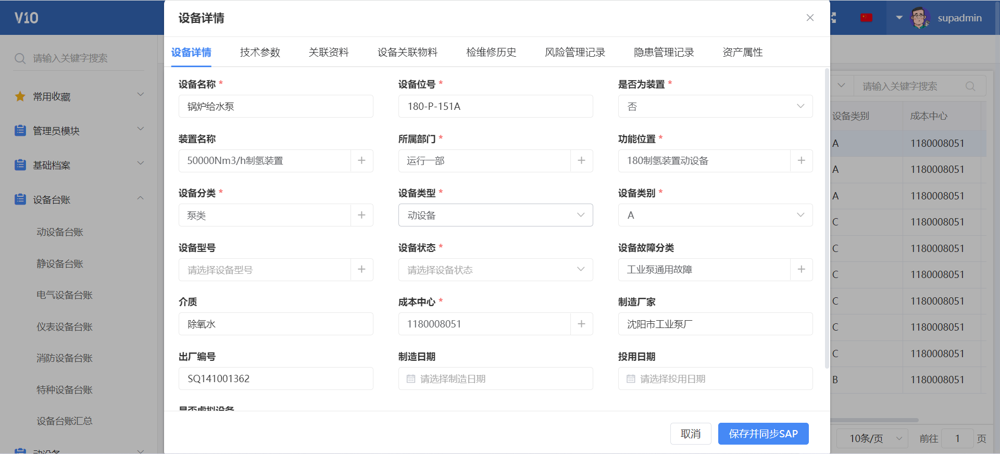 V10
设备详情
supadmin
请输入关键字搜索
设备详情 技术参数 关联资料 设备关联物料 检维修历史 风险管理记录 隐患管理记录 资产属性
常用收藏
管理员模块
基础档案
设备台账
动设备台账
静设备台账
电气设备台账
仪表设备台账
消防设备台账
特种设备台账
设备台账汇总
动设备
设备名称 * 设备位号 * 是否为装置 *
锅炉给水泵 180-P-151A 否
装置名称 所属部门 * 功能位置 *
50000Nm3/h制氢装置 + 运行一部 + 180制氢装置动设备 +
设备分类 * 设备类型 * 设备类别 *
泵类 + 动设备 A
设备型号 设备状态 * 设备故障分类
请选择设备型号 + 请选择设备状态 工业泵通用故障 +
介质 成本中心 * 制造厂家
除氧水 1180008051 + 沈阳市工业泵厂
出厂编号 制造日期 投用日期
SQ141001362 请选择制造日期 请选择投用日期
是否虚拟设备
取消 保存并同步SAP
请输入关键字搜索
设备类别 成本中心
A 1180008051
A 1180008051
A 1180008051
C 1180008051
C 1180008051
C 1180008051
C 1180008051
C 1180008051
C 1180008051
B 1180008051
10条/页 前往 1 页